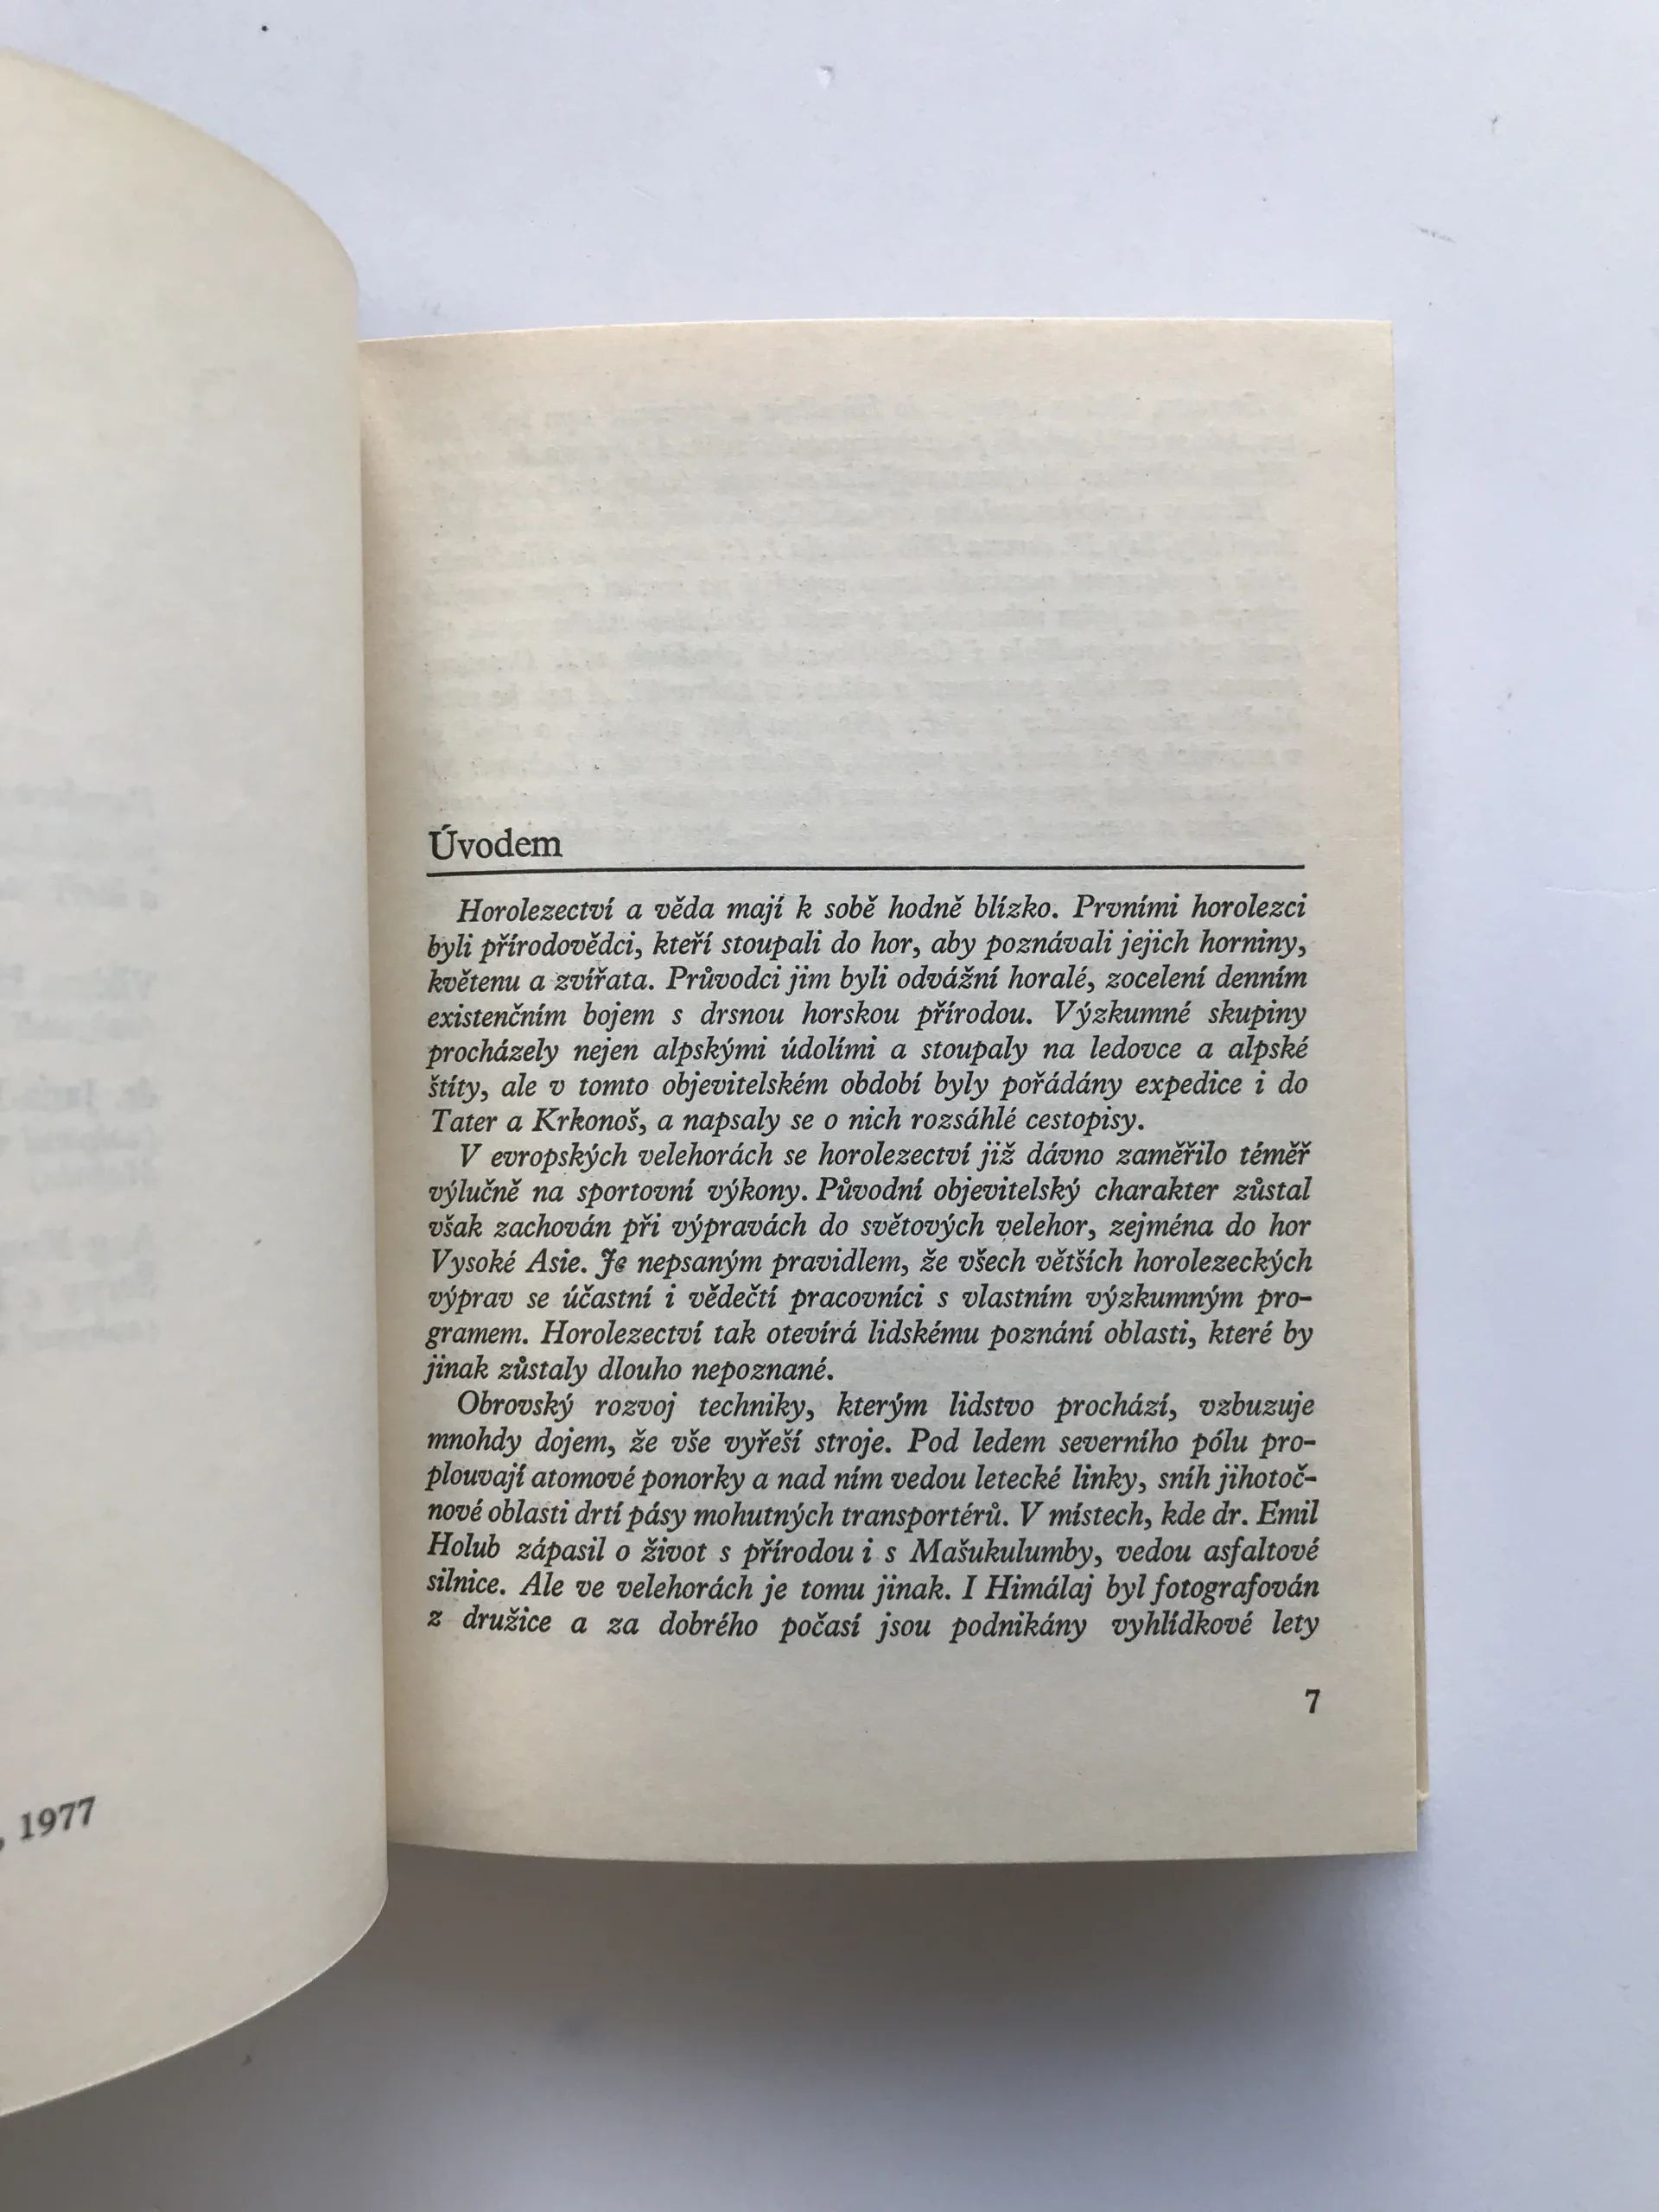 , 1977
Úvodem
Horolezectví a věda mají k sobě hodně blízko. Prvními horolezci
byli přírodovědci, kteří stoupali do hor, aby poznávali jejich horniny,
květenu a zvířata. Průvodci jim byli odvážní horalé, zocelení denním
existenčním bojem s drsnou horskou přírodou. Výzkumné skupiny
procházely nejen alpskými údolími a stoupaly na ledovce a alpské
štíty, ale v tomto objevitelském období byly pořádány expedice i do
Tater a Krkonoš, a napsaly se o nich rozsáhlé cestopisy.
V evropských velehorách se horolezectví již dávno zaměřilo téměř
výlučně na sportovní výkony. Původní objevitelský charakter zůstal
však zachován při výpravách do světových velehor, zejména do hor
Vysoké Asie. Je nepsaným pravidlem, že všech větších horolezeckých
výprav se účastní i vědečtí pracovníci s vlastním výzkumným pro-
gramem. Horolezectví tak otevírá lidskému poznání oblasti, které by
jinak zůstaly dlouho nepoznané.
Obrovský rozvoj techniky, kterým lidstvo prochází, vzbuzuje
mnohdy dojem, že vše vyřeší stroje. Pod ledem severního pólu pro-
plouvají atomové ponorky a nad ním vedou letecké linky, sníh jihotoč-
nové oblasti drtí pásy mohutných transportérů. V místech, kde dr. Emil
Holub zápasil o život s přírodou i s Mašukulumby, vedou asfaltové
silnice. Ale ve velehorách je tomu jinak. I Himálaj byl fotografován
z družice a za dobrého počasí jsou podnikány vyhlídkové lety
7